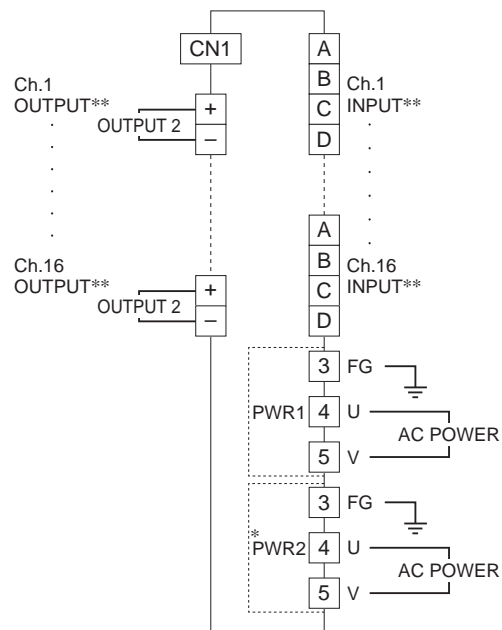 CN1
A
B
C
D
Ch.1
OUTPUT**
OUTPUT 2
+
–
Ch.1
INPUT**
A
B
C
D
Ch.16
OUTPUT**
OUTPUT 2
+
–
Ch.16
INPUT**
PWR1
3 FG
4 U
5 V
AC POWER
*
PWR2
3 FG
4 U
5 V
AC POWER